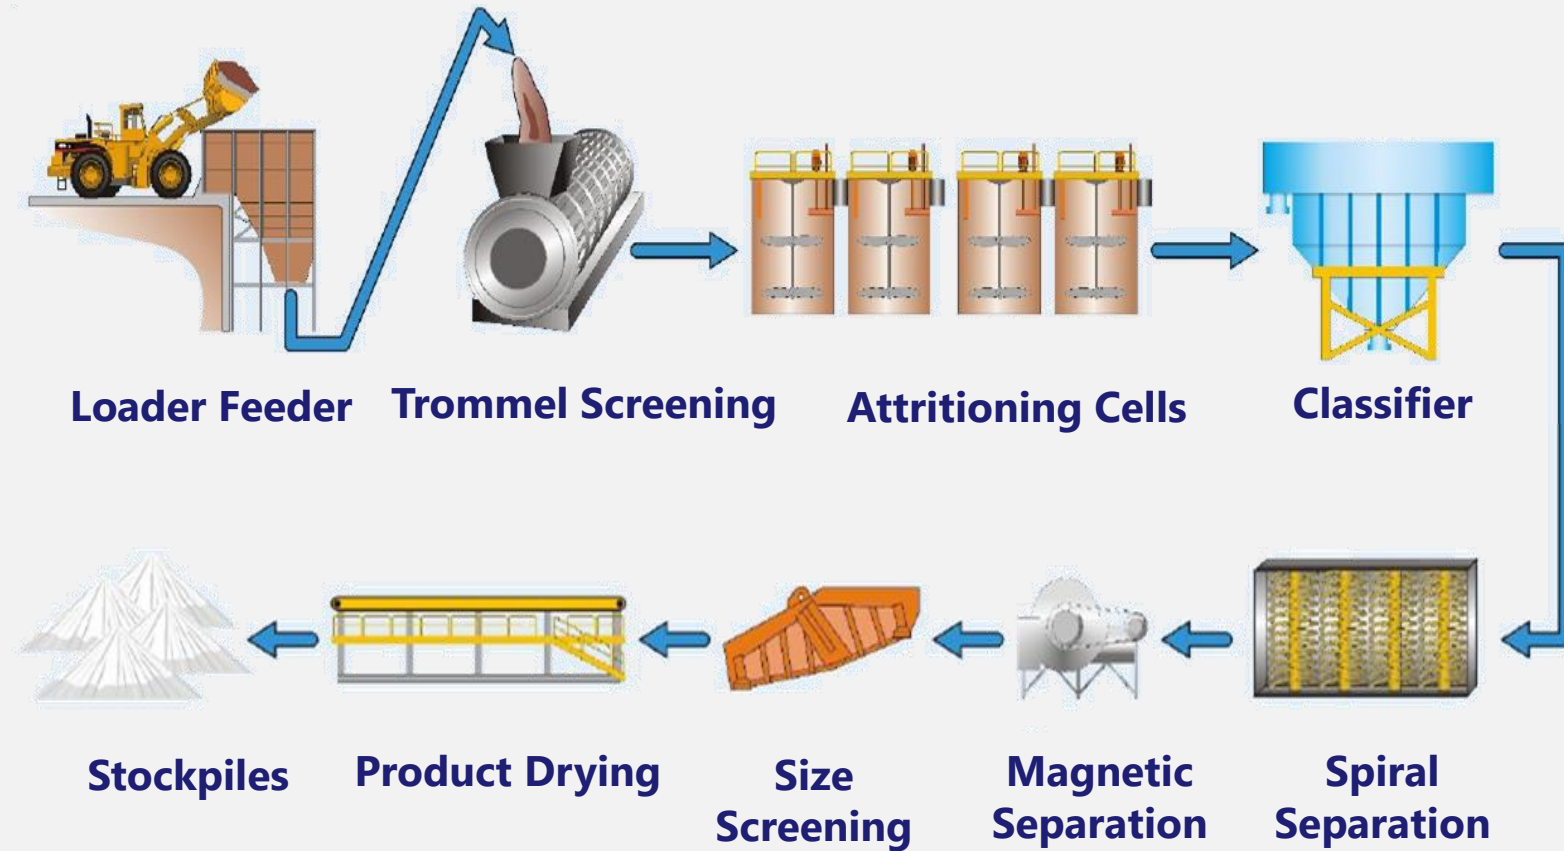 Loader Feeder
Trommel Screening
Attritioning Cells
Classifier
Stockpiles
Product Drying
Size
Screening
Magnetic
Separation
Spiral
Separation